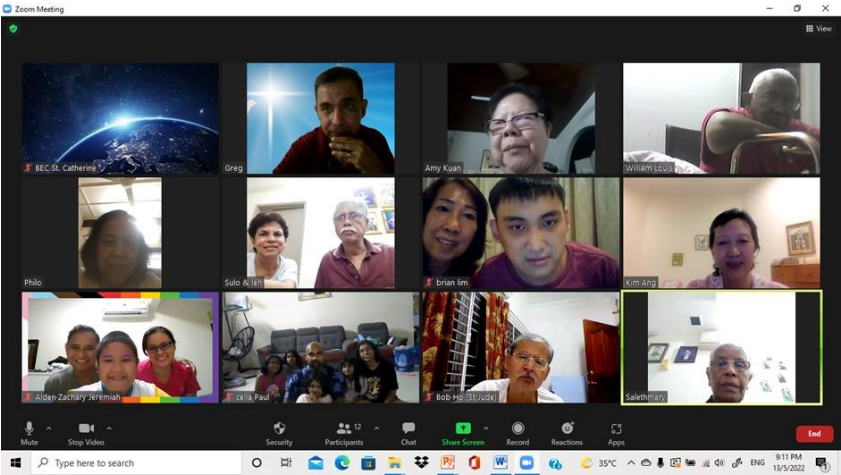 Zoom Meeting
View
BEC St. Catherine
Greg
Amy Kuan
William Louis
Philo
Sulo & Ien
brian lim
Kim Ang
Aiden Zachary Jeremiah
celia Paul
Bob Ho (St Jude)
Salethmary
Mute
Stop Video
Security
Participants
12
Chat
Share Screen
Record
Reactions
Apps
End
Type here to search
35°C
ENG
9:11 PM
13/5/2022